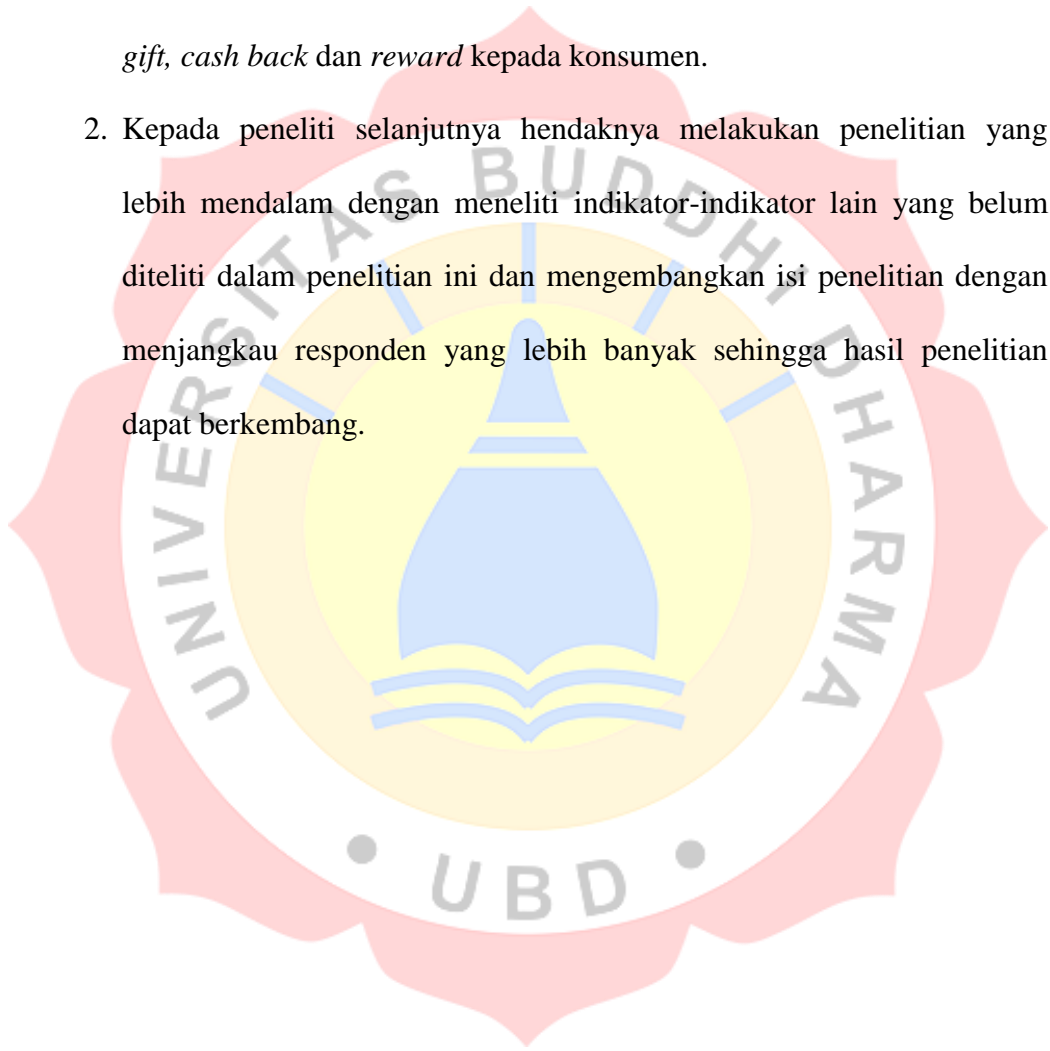 gift, cash back dan reward kepada konsumen.
2. Kepada peneliti selanjutnya hendaknya melakukan penelitian yang
lebih mendalam dengan meneliti indikator-indikator lain yang belum
diteliti dalam penelitian ini dan mengembangkan isi penelitian dengan
menjangkau responden yang lebih banyak sehingga hasil penelitian
dapat berkembang.
UNIVERSITAS BUDDHI DHARMA
• UBD •